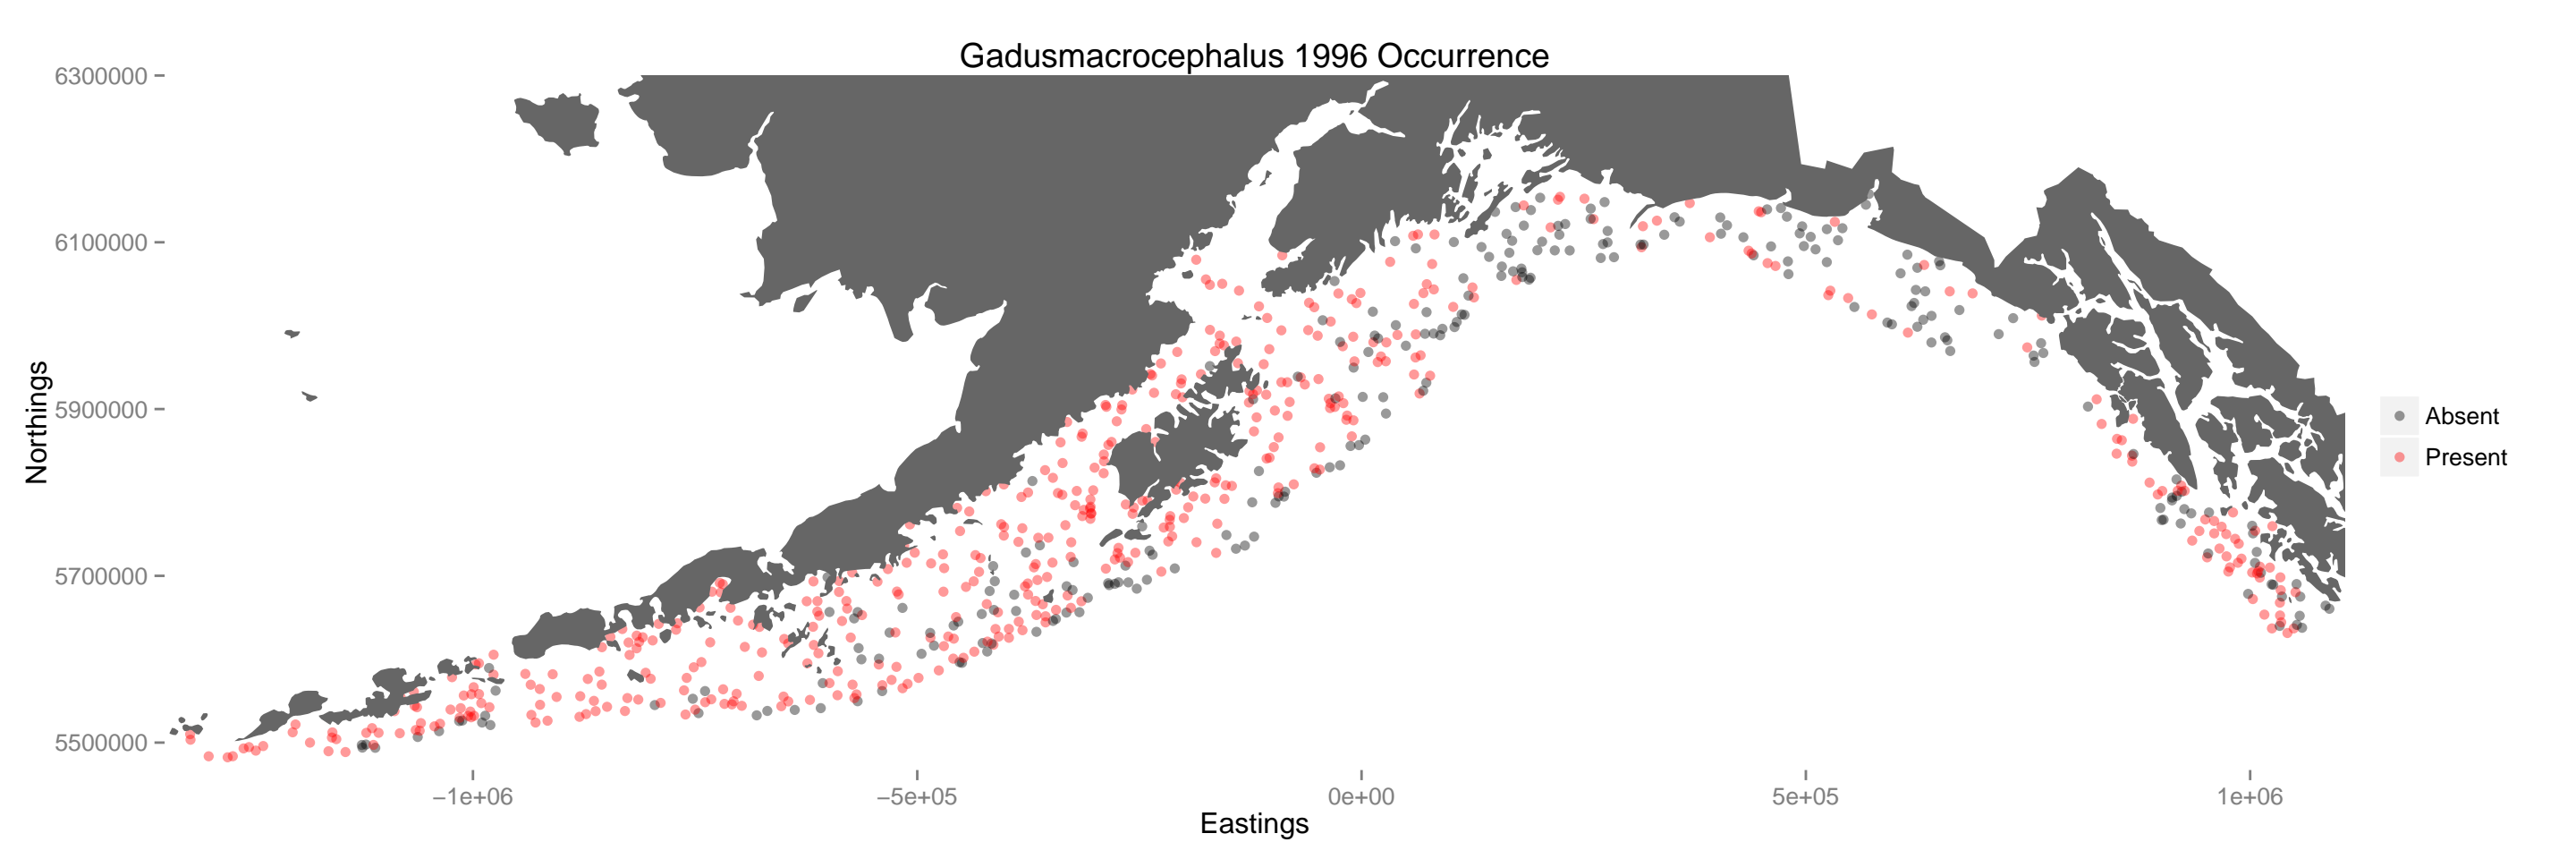 Gadusmacrocephalus 1996 Occurrence
6300000
6100000
5900000
5700000
5500000
Northings
−1e+06
−5e+05
0e+00
5e+05
1e+06
Eastings
Absent
Present